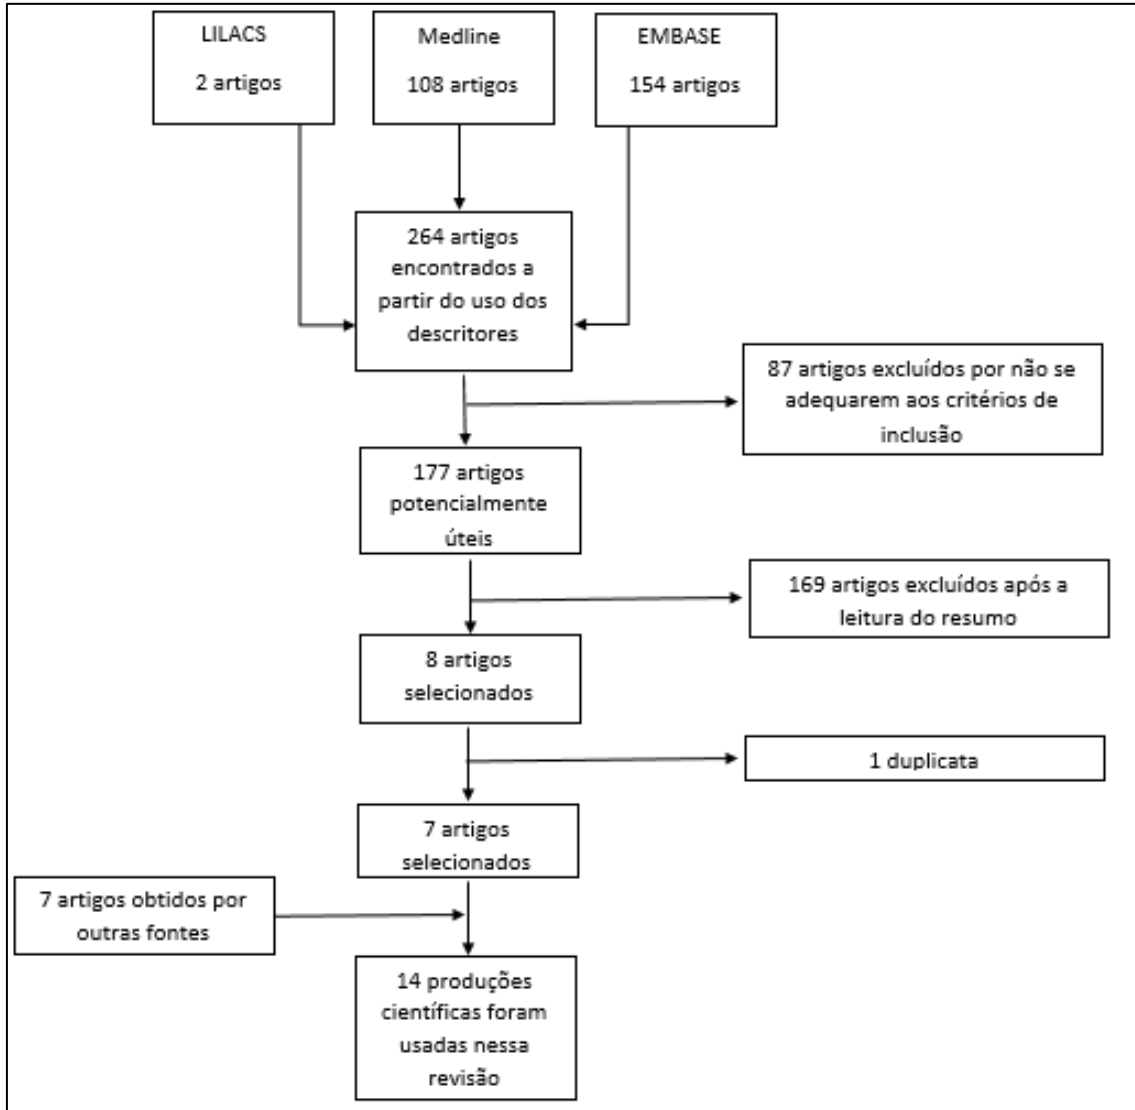 LILACS
2 artigos
Medline
108 artigos
EMBASE
154 artigos
264 artigos
encontrados a
partir do uso dos
descritores
87 artigos excluídos por não se
adequarem aos critérios de
inclusão
177 artigos
potencialmente
úteis
169 artigos excluídos após a
leitura do resumo
8 artigos
selecionados
1 duplicata
7 artigos
selecionados
7 artigos obtidos por
outras fontes
14 produções
científicas foram
usadas nessa
revisão